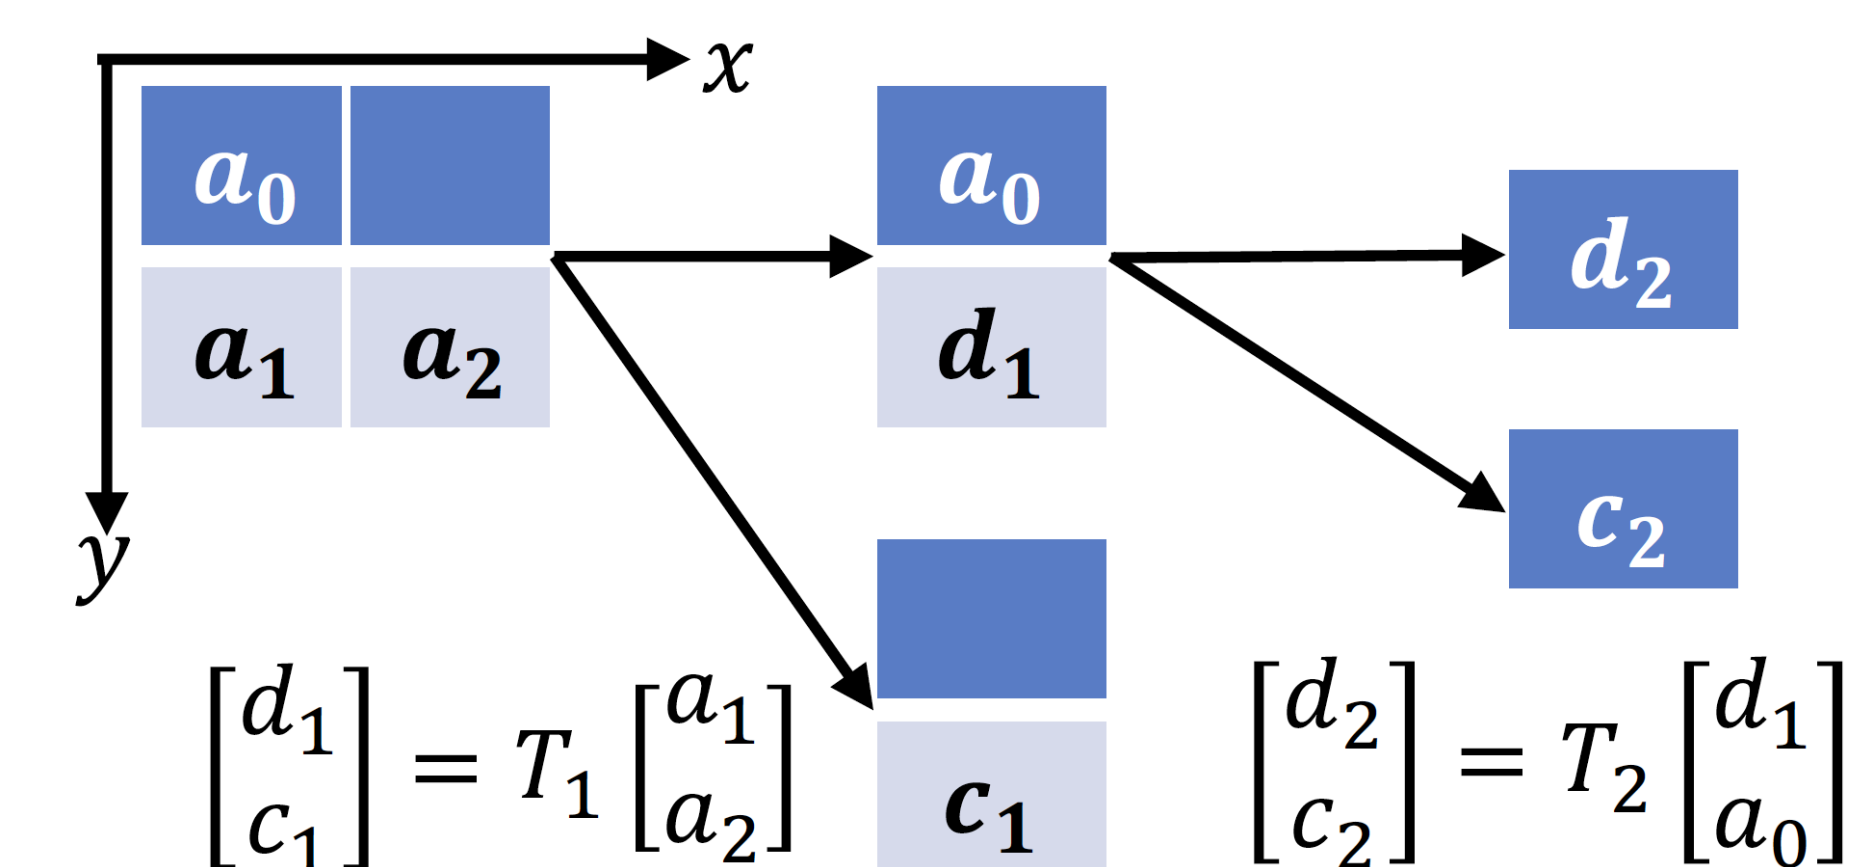 x
a₀ a₀
d₂
a₁ a₂ d₁
c₂
y
c₁
[d₁ c₁] = T₁ [a₁ a₂]
[d₂ c₂] = T₂ [d₁ a₀]